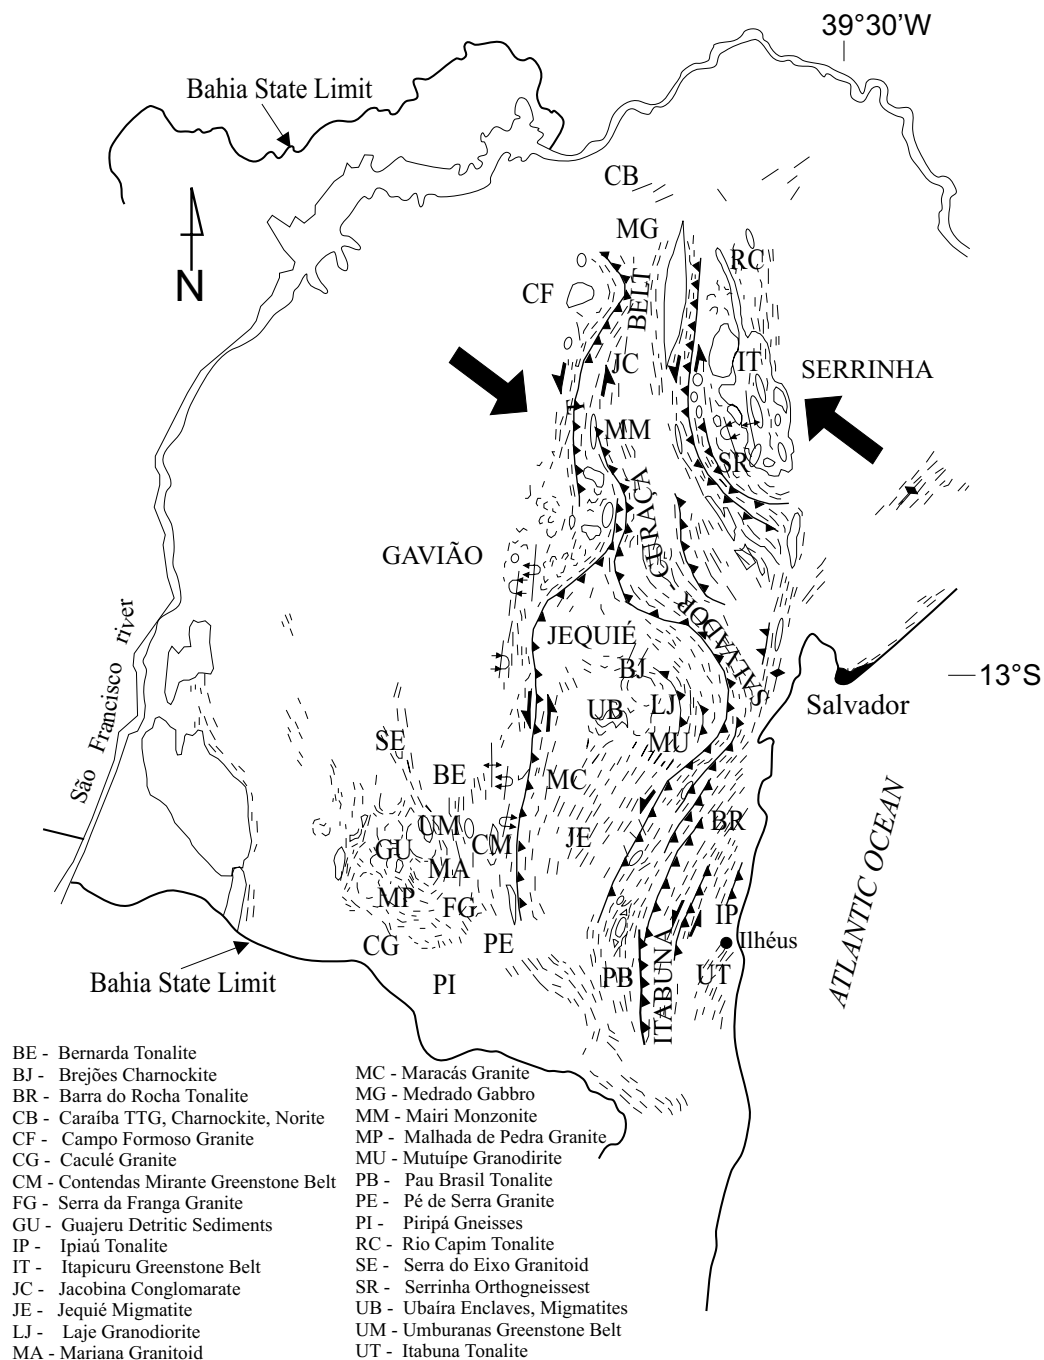 39°30'W
Bahia State Limit
CB
MG
RC
N
CF
BELT
JC
IT
SERRINHA
MM
SR
CURAÇÁ
GAVIÃO
São Francisco river
JEQUIÉ
SALVADOR
BJ
13°S
UB
LJ
Salvador
SE
MU
BE
MC
UM
BR
GU
CM
JE
MA
ATLANTIC OCEAN
MP
FG
IP
CG
PE
Ilhéus
Bahia State Limit
PI
PB
ITABUNA
UT
BE - Bernarda Tonalite
BJ - Brejões Charnockite
BR - Barra do Rocha Tonalite
CB - Caraíba TTG, Charnockite, Norite
CF - Campo Formoso Granite
CG - Caculé Granite
CM - Contendas Mirante Greenstone Belt
FG - Serra da Franga Granite
GU - Guajeru Detritic Sediments
IP - Ipiaú Tonalite
IT - Itapicuru Greenstone Belt
JC - Jacobina Conglomarate
JE - Jequié Migmatite
LJ - Laje Granodiorite
MA - Mariana Granitoid
MC - Maracás Granite
MG - Medrado Gabbro
MM - Mairi Monzonite
MP - Malhada de Pedra Granite
MU - Mutuípe Granodirite
PB - Pau Brasil Tonalite
PE - Pé de Serra Granite
PI - Piripá Gneisses
RC - Rio Capim Tonalite
SE - Serra do Eixo Granitoid
SR - Serrinha Orthogneissest
UB - Ubaíra Enclaves, Migmatites
UM - Umburanas Greenstone Belt
UT - Itabuna Tonalite